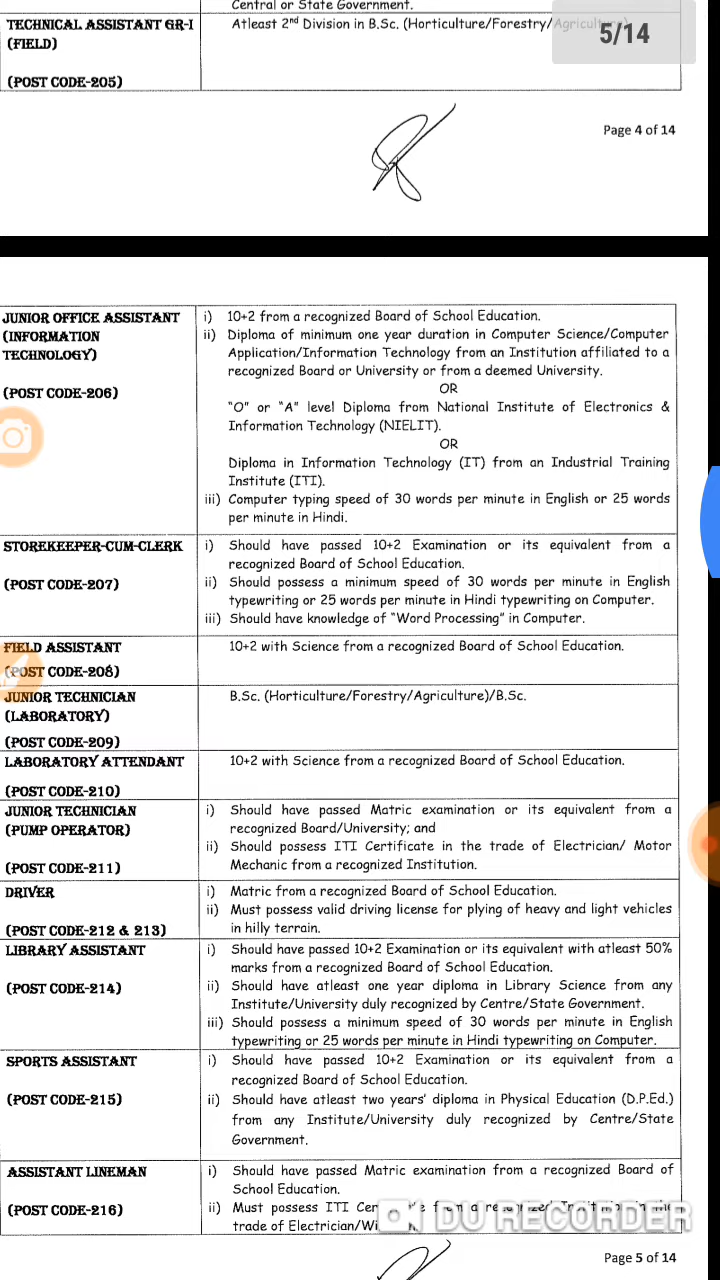 Central or State Government.
TECHNICAL ASSISTANT GR-I
(FIELD)
(POST CODE-205)
Atleast 2nd Division in B.Sc. (Horticulture/Forestry/Agriculture)
5/14
Page 4 of 14
JUNIOR OFFICE ASSISTANT
(INFORMATION
TECHNOLOGY)
(POST CODE-206)
i) 10+2 from a recognized Board of School Education.
ii) Diploma of minimum one year duration in Computer Science/Computer
Application/Information Technology from an Institution affiliated to a
recognized Board or University or from a deemed University.
OR
"O" or "A" level Diploma from National Institute of Electronics &
Information Technology (NIELIT).
OR
Diploma in Information Technology (IT) from an Industrial Training
Institute (ITI).
iii) Computer typing speed of 30 words per minute in English or 25 words
per minute in Hindi.
STOREKEEPER-CUM-CLERK
(POST CODE-207)
i) Should have passed 10+2 Examination or its equivalent from a
recognized Board of School Education.
ii) Should possess a minimum speed of 30 words per minute in English
typewriting or 25 words per minute in Hindi typewriting on Computer.
iii) Should have knowledge of "Word Processing" in Computer.
FIELD ASSISTANT
(POST CODE-208)
10+2 with Science from a recognized Board of School Education.
JUNIOR TECHNICIAN
(LABORATORY)
(POST CODE-209)
B.Sc. (Horticulture/Forestry/Agriculture)/B.Sc.
LABORATORY ATTENDANT
(POST CODE-210)
10+2 with Science from a recognized Board of School Education.
JUNIOR TECHNICIAN
(PUMP OPERATOR)
(POST CODE-211)
i) Should have passed Matric examination or its equivalent from a
recognized Board/University; and
ii) Should possess ITI Certificate in the trade of Electrician/ Motor
Mechanic from a recognized Institution.
DRIVER
(POST CODE-212 & 213)
i) Matric from a recognized Board of School Education.
ii) Must possess valid driving license for plying of heavy and light vehicles
in hilly terrain.
LIBRARY ASSISTANT
(POST CODE-214)
i) Should have passed 10+2 Examination or its equivalent with atleast 50%
marks from a recognized Board of School Education.
ii) Should have atleast one year diploma in Library Science from any
Institute/University duly recognized by Centre/State Government.
iii) Should possess a minimum speed of 30 words per minute in English
typewriting or 25 words per minute in Hindi typewriting on Computer.
SPORTS ASSISTANT
(POST CODE-215)
i) Should have passed 10+2 Examination or its equivalent from a
recognized Board of School Education.
ii) Should have atleast two years' diploma in Physical Education (D.P.Ed.)
from any Institute/University duly recognized by Centre/State
Government.
ASSISTANT LINEMAN
(POST CODE-216)
i) Should have passed Matric examination from a recognized Board of
School Education.
ii) Must possess ITI
trade of Electrician/
DU RECORDER
Page 5 of 14